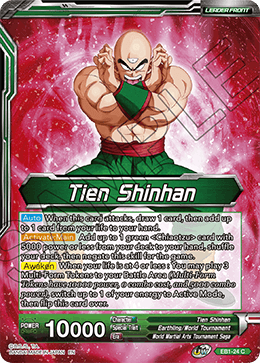 LEADER FRONT
Tien Shinhan
Auto When this card attacks, draw 1 card, then add up
to 1 card from your life to your hand.
Activate: Main Add up to 1 green <Chiaotzu> card with
5000 power or less from your deck to your hand, shuffle
your deck, then negate this skill for the game.
Awaken When your life is at 4 or less : You may play 3
Multi-Form Tokens to your Battle Area (Multi-Form
Tokens have 10000 power, 0 combo cost, and 5000 combo
power), switch up to 1 of your energy to Active Mode,
then flip this card over.
POWER 10000
Character Tien Shinhan
Special Trait Earthling/World Tournament
Era World Martial Arts Tournament Saga
EB1-24 C